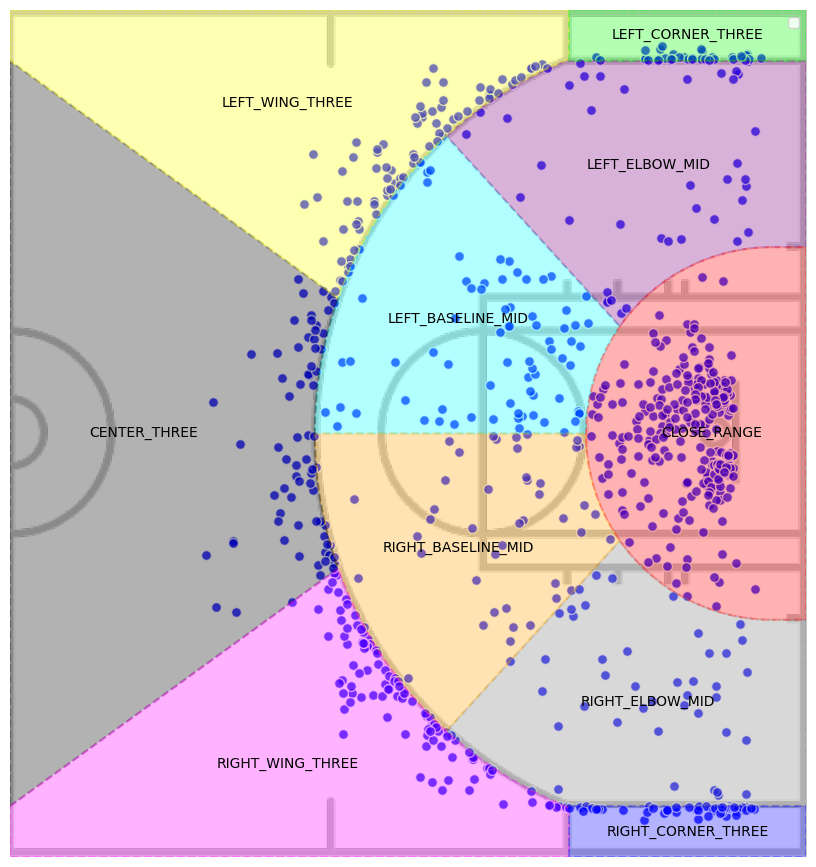 LEFT_CORNER_THREE
LEFT_WING_THREE
LEFT_ELBOW_MID
LEFT_BASELINE_MID
CENTER_THREE
CLOSE_RANGE
RIGHT_BASELINE_MID
RIGHT_ELBOW_MID
RIGHT_WING_THREE
RIGHT_CORNER_THREE